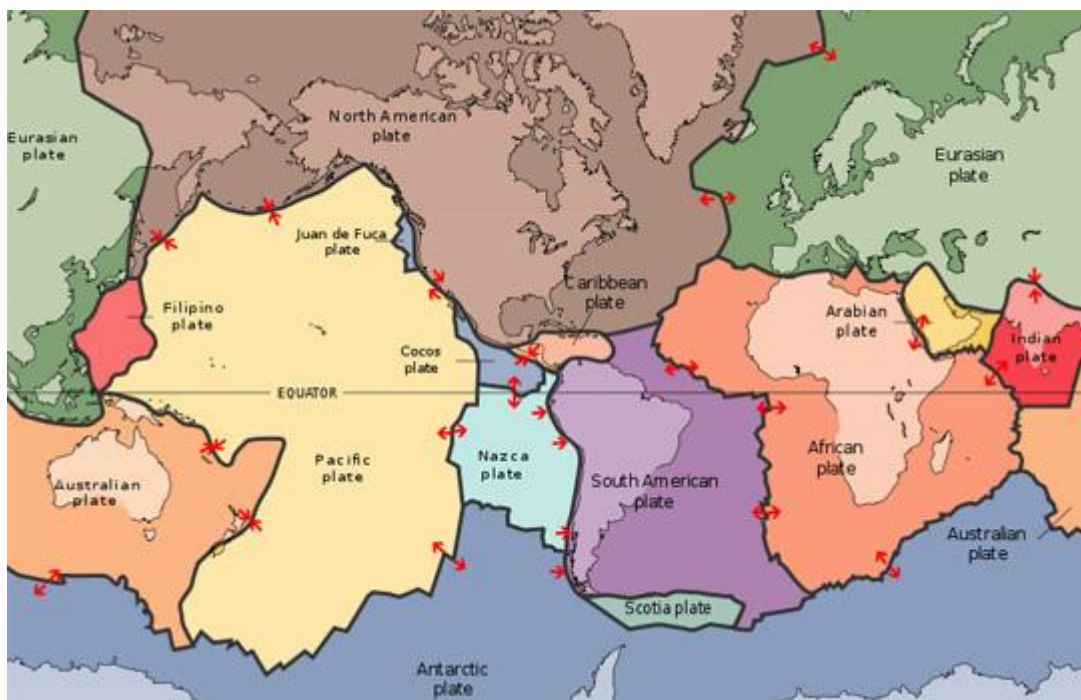 North American
plate
Eurasian
plate
Eurasian
plate
Juan de Fuca
plate
Caribbean
plate
Filipino
plate
Arabian
plate
Indian
plate
Cocos
plate
EQUATOR
Pacific
plate
Nazca
plate
South American
plate
African
plate
Australian
plate
Australian
plate
Scotia plate
Antarctic
plate